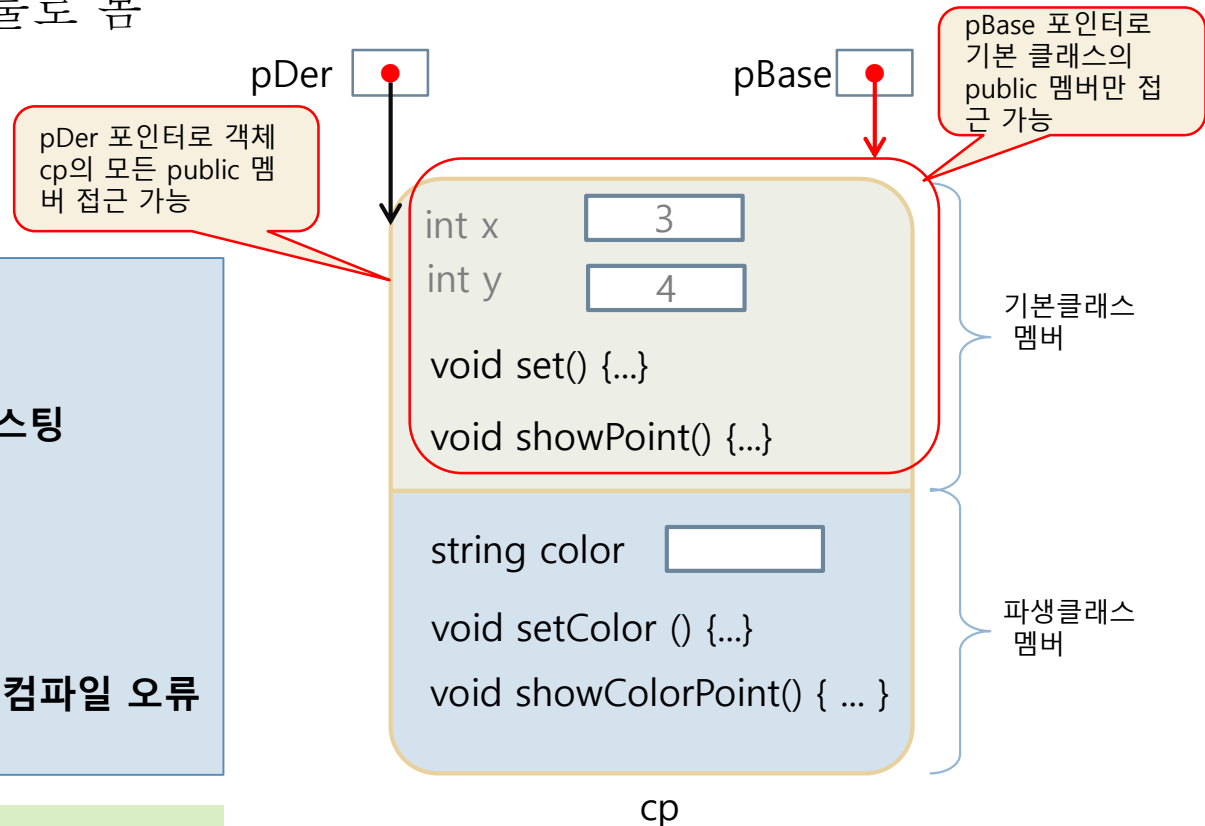 물로 봄
pDer
pBase
pBase 포인터로
기본 클래스의
public 멤버만 접
근 가능
pDer 포인터로 객체
cp의 모든 public 멤
버 접근 가능
int x
3
int y
4
void set() {...}
void showPoint() {...}
기본클래스
멤버
스팅
string color
void setColor () {...}
void showColorPoint() { ... }
파생클래스
멤버
컴파일 오류
cp